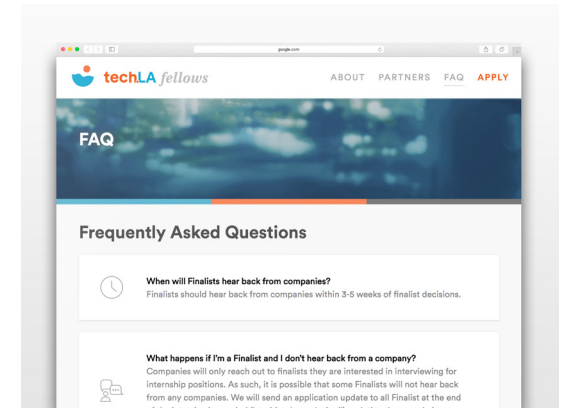 google.com
tech.LA fellows
ABOUT PARTNERS FAQ APPLY
FAQ
Frequently Asked Questions
When will Finalists hear back from companies?
Finalists should hear back from companies within 3-5 weeks of finalist decisions.
What happens if I'm a Finalist and I don't hear back from a company?
Companies will only reach out to finalists they are interested in interviewing for
internship positions. As such, it is possible that some Finalists will not hear back
from any companies. We will send an application update to all Finalist at the end